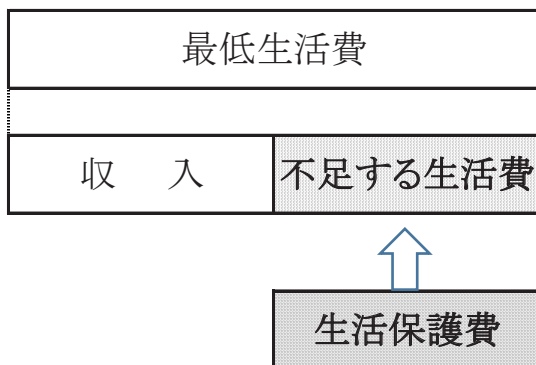 最低生活費
収　入
不足する生活費
生活保護費